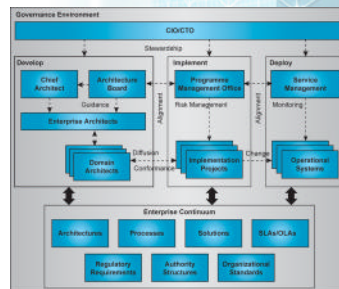 Governance Environment
CIO/CTO
Stewardship
Develop
Implement
Deploy
Chief
Architect
Architecture
Board
Programme
Management Office
Service
Management
Alignment
Alignment
Guidance
Risk Management
Monitoring
Enterprise Architects
Diffusion
Conformance
Change
Domain
Architects
Implementation
Projects
Operational
Systems
Enterprise Continuum
Architectures
Processes
Solutions
SLAs/OLAs
Regulatory
Requirements
Authority
Structures
Organizational
Standards